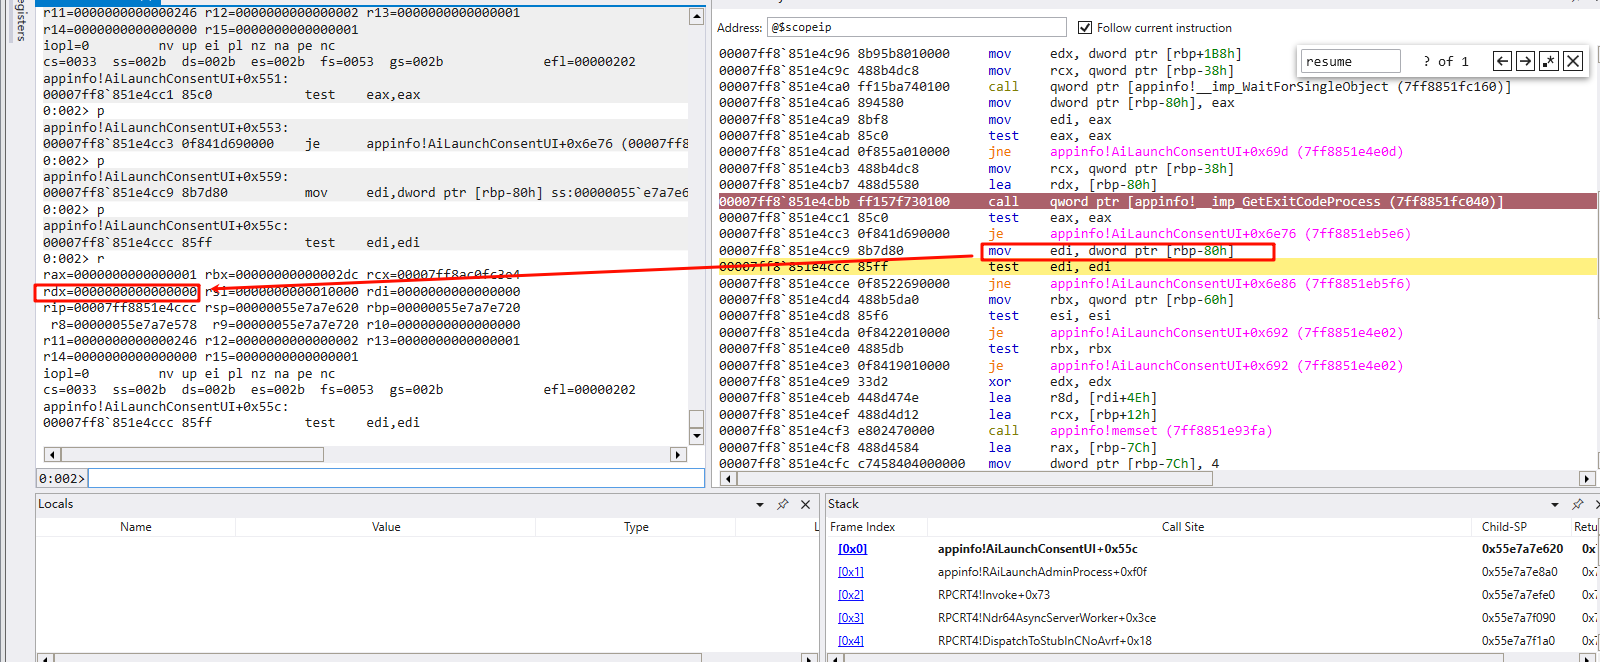 egisters
r11=0000000000000246 r12=0000000000000002 r13=0000000000000001
r14=0000000000000000 r15=0000000000000001
iopl=0         nv up ei pl nz na pe nc
cs=0033  ss=002b  ds=002b  es=002b  fs=0053  gs=002b             efl=00000202
appinfo!AiLaunchConsentUI+0x551:
00007ff8`851e4cc1 85c0            test    eax,eax
0:002> p
appinfo!AiLaunchConsentUI+0x553:
00007ff8`851e4cc3 0f841d690000    je      appinfo!AiLaunchConsentUI+0x6e76 (00007ff8
0:002> p
appinfo!AiLaunchConsentUI+0x559:
00007ff8`851e4cc9 8b7d80          mov     edi,dword ptr [rbp-80h] ss:00000055`e7a7e6
0:002> p
appinfo!AiLaunchConsentUI+0x55c:
00007ff8`851e4ccc 85ff            test    edi,edi
0:002> r
rax=0000000000000001 rbx=00000000000002dc rcx=00007ff8ac0fc3e4
rdx=0000000000000000 rsi=0000000000010000 rdi=0000000000000000
rip=00007ff8851e4ccc rsp=00000055e7a7e620 rbp=00000055e7a7e720
 r8=00000055e7a7e578  r9=00000055e7a7e720 r10=0000000000000000
r11=0000000000000246 r12=0000000000000002 r13=0000000000000001
r14=0000000000000000 r15=0000000000000001
iopl=0         nv up ei pl nz na pe nc
cs=0033  ss=002b  ds=002b  es=002b  fs=0053  gs=002b             efl=00000202
appinfo!AiLaunchConsentUI+0x55c:
00007ff8`851e4ccc 85ff            test    edi,edi
0:002>
Address: @$scopeip Follow current instruction
resume ? of 1
00007ff8`851e4c96 8b95b8010000     mov     edx, dword ptr [rbp+1B8h]
00007ff8`851e4c9c 488b4dc8         mov     rcx, qword ptr [rbp-38h]
00007ff8`851e4ca0 ff15ba740100     call    qword ptr [appinfo!__imp_WaitForSingleObject (7ff8851fc160)]
00007ff8`851e4ca6 894580           mov     dword ptr [rbp-80h], eax
00007ff8`851e4ca9 8bf8             mov     edi, eax
00007ff8`851e4cab 85c0             test    eax, eax
00007ff8`851e4cad 0f855a010000     jne     appinfo!AiLaunchConsentUI+0x69d (7ff8851e4e0d)
00007ff8`851e4cb3 488b4dc8         mov     rcx, qword ptr [rbp-38h]
00007ff8`851e4cb7 488d5580         lea     rdx, [rbp-80h]
00007ff8`851e4cbb ff157f730100     call    qword ptr [appinfo!__imp_GetExitCodeProcess (7ff8851fc040)]
00007ff8`851e4cc1 85c0             test    eax, eax
00007ff8`851e4cc3 0f841d690000     je      appinfo!AiLaunchConsentUI+0x6e76 (7ff8851eb5e6)
00007ff8`851e4cc9 8b7d80           mov     edi, dword ptr [rbp-80h]
00007ff8`851e4ccc 85ff             test    edi, edi
00007ff8`851e4cce 0f8522690000     jne     appinfo!AiLaunchConsentUI+0x6e86 (7ff8851eb5f6)
00007ff8`851e4cd4 488b5da0         mov     rbx, qword ptr [rbp-60h]
00007ff8`851e4cd8 85f6             test    esi, esi
00007ff8`851e4cda 0f8422010000     je      appinfo!AiLaunchConsentUI+0x692 (7ff8851e4e02)
00007ff8`851e4ce0 4885db           test    rbx, rbx
00007ff8`851e4ce3 0f8419010000     je      appinfo!AiLaunchConsentUI+0x692 (7ff8851e4e02)
00007ff8`851e4ce9 33d2             xor     edx, edx
00007ff8`851e4ceb 448d474e         lea     r8d, [rdi+4Eh]
00007ff8`851e4cef 488d4d12         lea     rcx, [rbp+12h]
00007ff8`851e4cf3 e802470000       call    appinfo!memset (7ff8851e93fa)
00007ff8`851e4cf8 488d4584         lea     rax, [rbp-7Ch]
00007ff8`851e4cfc c7458404000000   mov     dword ptr [rbp-7Ch], 4
Locals
Name Value Type L
Stack
Frame Index Call Site Child-SP Retu
[0x0] appinfo!AiLaunchConsentUI+0x55c 0x55e7a7e620
[0x1] appinfo!RAiLaunchAdminProcess+0xf0f 0x55e7a7e8a0
[0x2] RPCRT4!Invoke+0x73 0x55e7a7efe0
[0x3] RPCRT4!Ndr64AsyncServerWorker+0x3ce 0x55e7a7f090
[0x4] RPCRT4!DispatchToStubInCNoAvrf+0x18 0x55e7a7f1a0